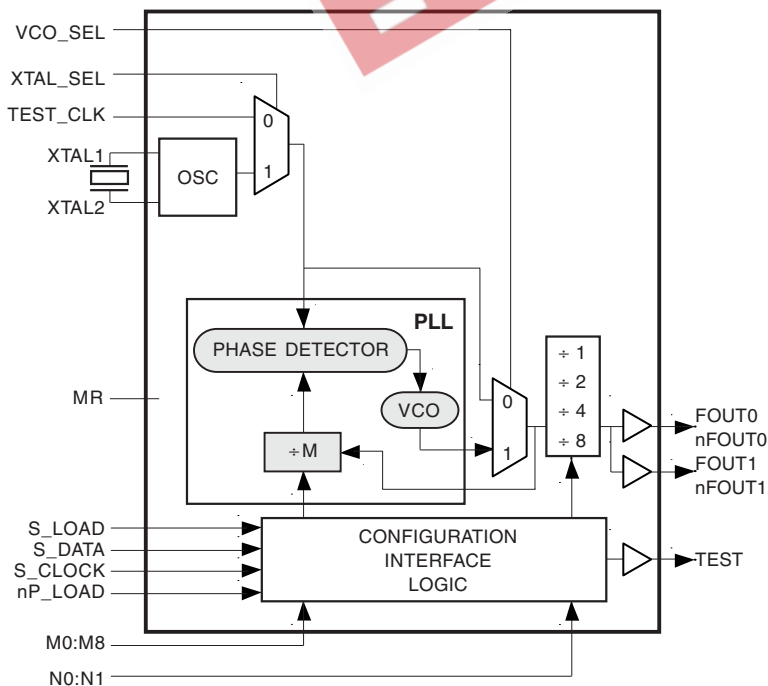 VCO_SEL
XTAL_SEL
TEST_CLK
0
XTAL1
OSC
1
XTAL2
PLL
PHASE DETECTOR
÷ 1
÷ 2
÷ 4
÷ 8
MR
VCO
0
1
FOUT0
nFOUT0
÷M
FOUT1
nFOUT1
S_LOAD
S_DATA
S_CLOCK
nP_LOAD
CONFIGURATION
INTERFACE
LOGIC
TEST
M0:M8
N0:N1